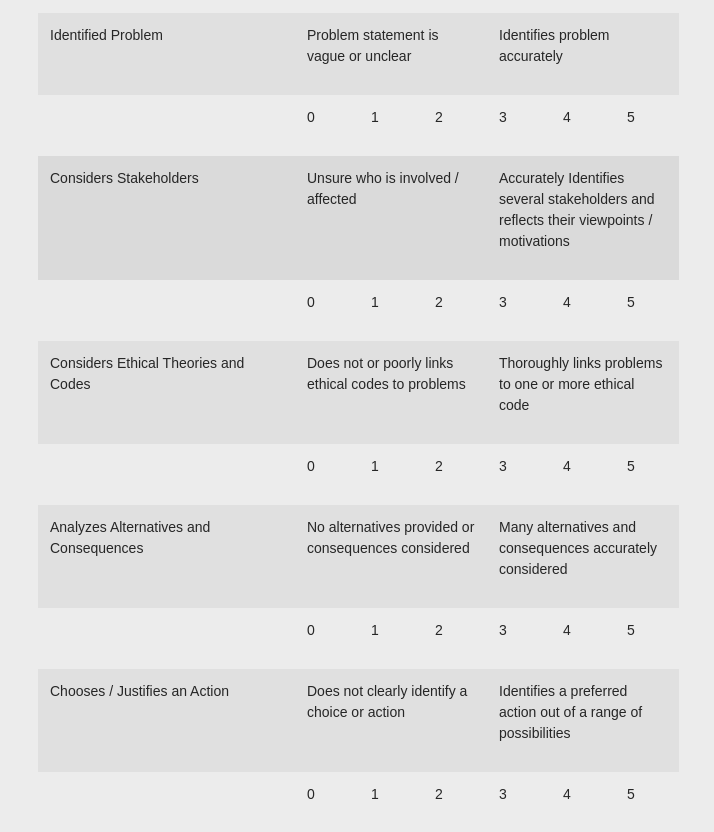 Identified Problem
Problem statement is
vague or unclear
Identifies problem
accurately
0 1 2 3 4 5
Considers Stakeholders
Unsure who is involved /
affected
Accurately Identifies
several stakeholders and
reflects their viewpoints /
motivations
0 1 2 3 4 5
Considers Ethical Theories and
Codes
Does not or poorly links
ethical codes to problems
Thoroughly links problems
to one or more ethical
code
0 1 2 3 4 5
Analyzes Alternatives and
Consequences
No alternatives provided or
consequences considered
Many alternatives and
consequences accurately
considered
0 1 2 3 4 5
Chooses / Justifies an Action
Does not clearly identify a
choice or action
Identifies a preferred
action out of a range of
possibilities
0 1 2 3 4 5